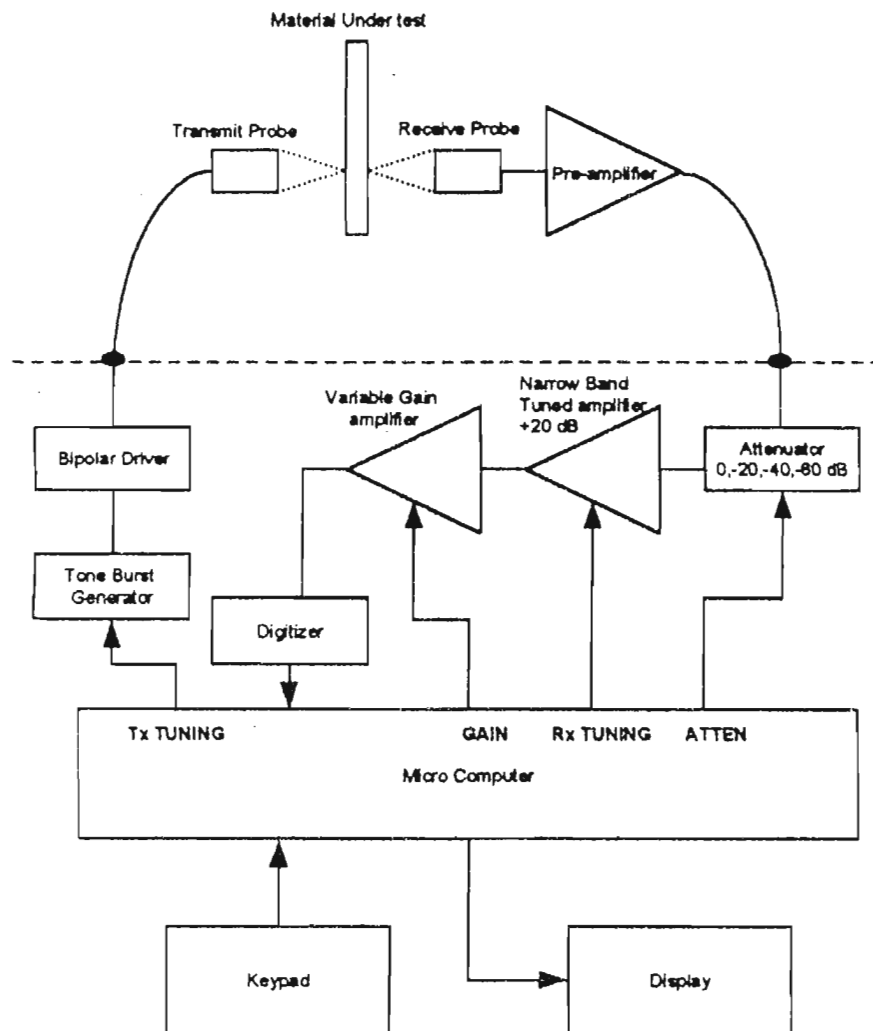 Material Under test
Transmit Probe
Receive Probe
Pre-amplifier
Variable Gain
amplifier
Narrow Band
Tuned amplifier
+20 dB
Bipolar Driver
Attenuator
0,-20,-40,-60 dB
Tone Burst
Generator
Digitizer
Tx TUNING
GAIN
Rx TUNING
ATTEN
Micro Computer
Keypad
Display